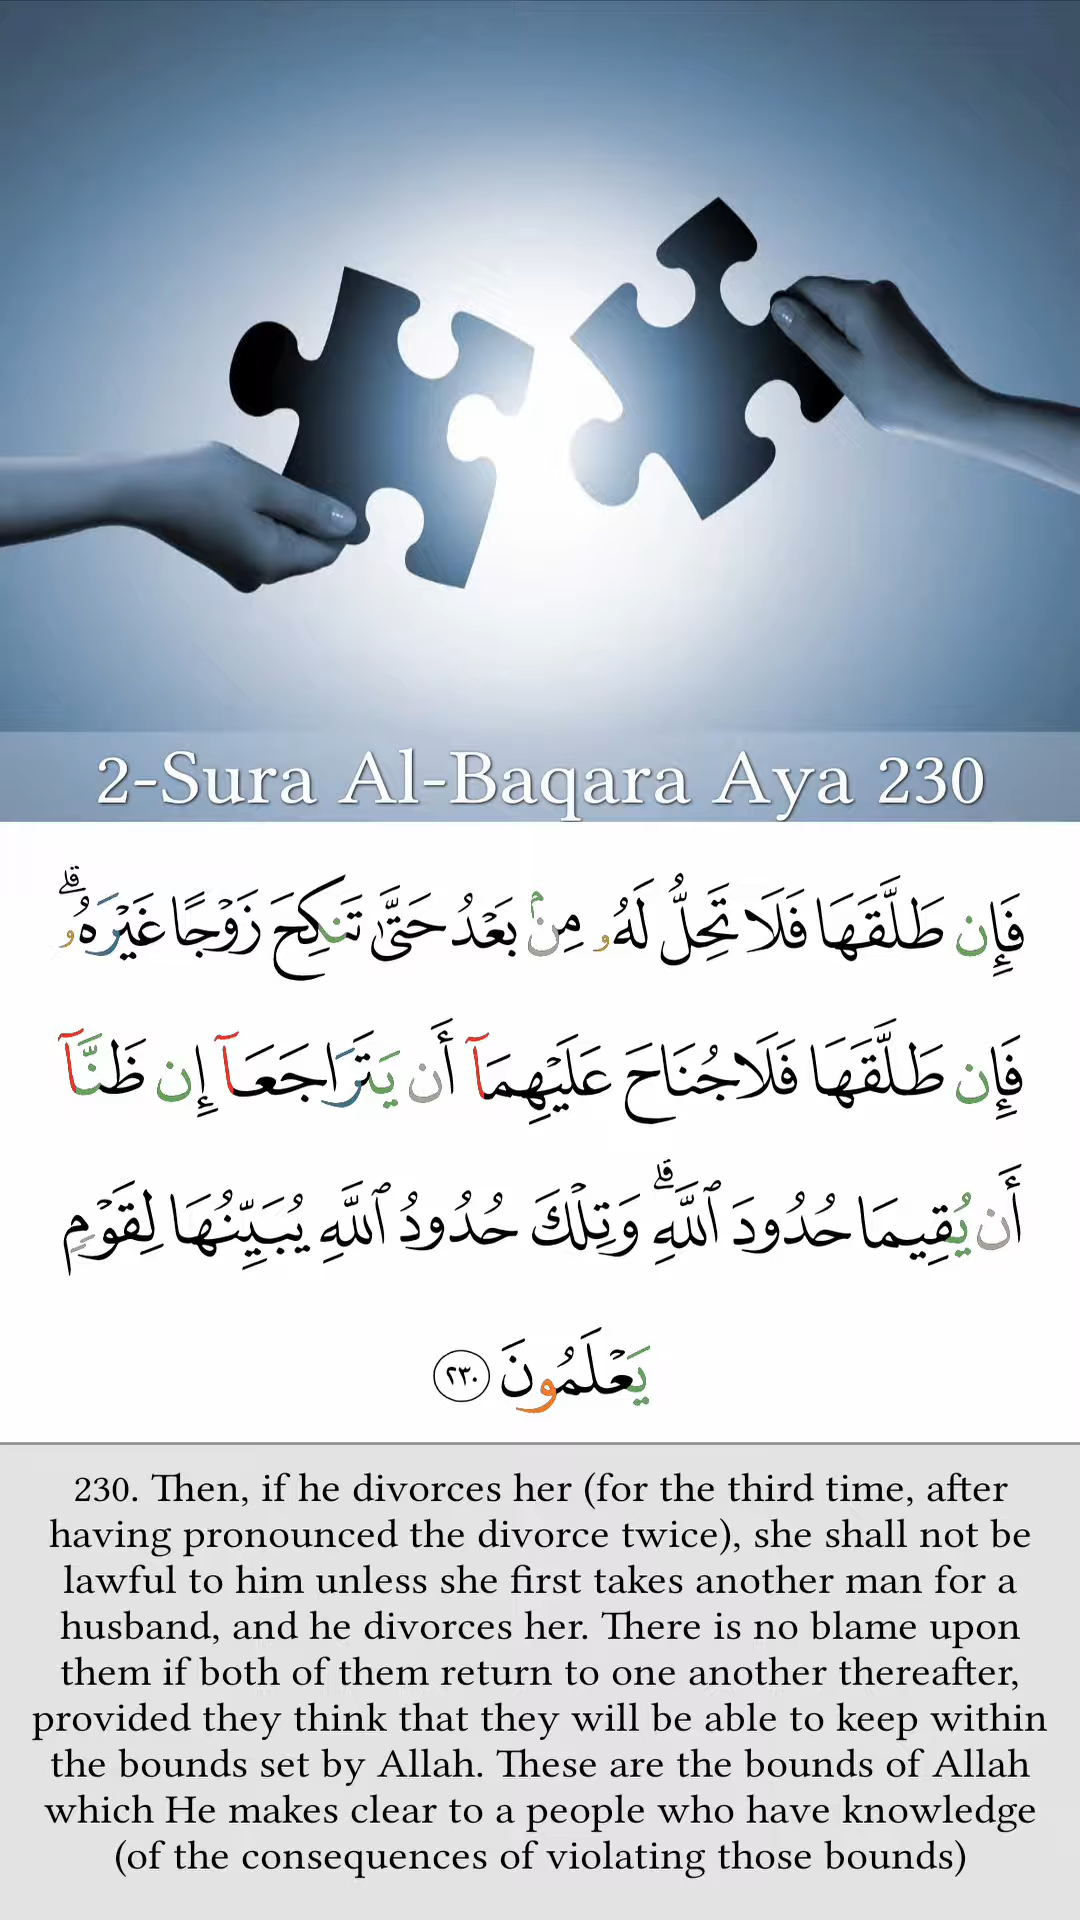 2-Sura Al-Baqara Aya 230
فَإِن طَلَّقَهَا فَلَا تَحِلُّ لَهُۥ مِنۢ بَعْدُ حَتَّىٰ تَنكِحَ زَوْجًا غَيْرَهُۥ ۗ
فَإِن طَلَّقَهَا فَلَا جُنَاحَ عَلَيْهِمَآ أَن يَتَرَاجَعَآ إِن ظَنَّآ
أَن يُقِيمَا حُدُودَ ٱللَّهِ ۗ وَتِلْكَ حُدُودُ ٱللَّهِ يُبَيِّنُهَا لِقَوْمٍ
يَعْلَمُونَ ٢٣٠
230. Then, if he divorces her (for the third time, after
having pronounced the divorce twice), she shall not be
lawful to him unless she first takes another man for a
husband, and he divorces her. There is no blame upon
them if both of them return to one another thereafter,
provided they think that they will be able to keep within
the bounds set by Allah. These are the bounds of Allah
which He makes clear to a people who have knowledge
(of the consequences of violating those bounds)